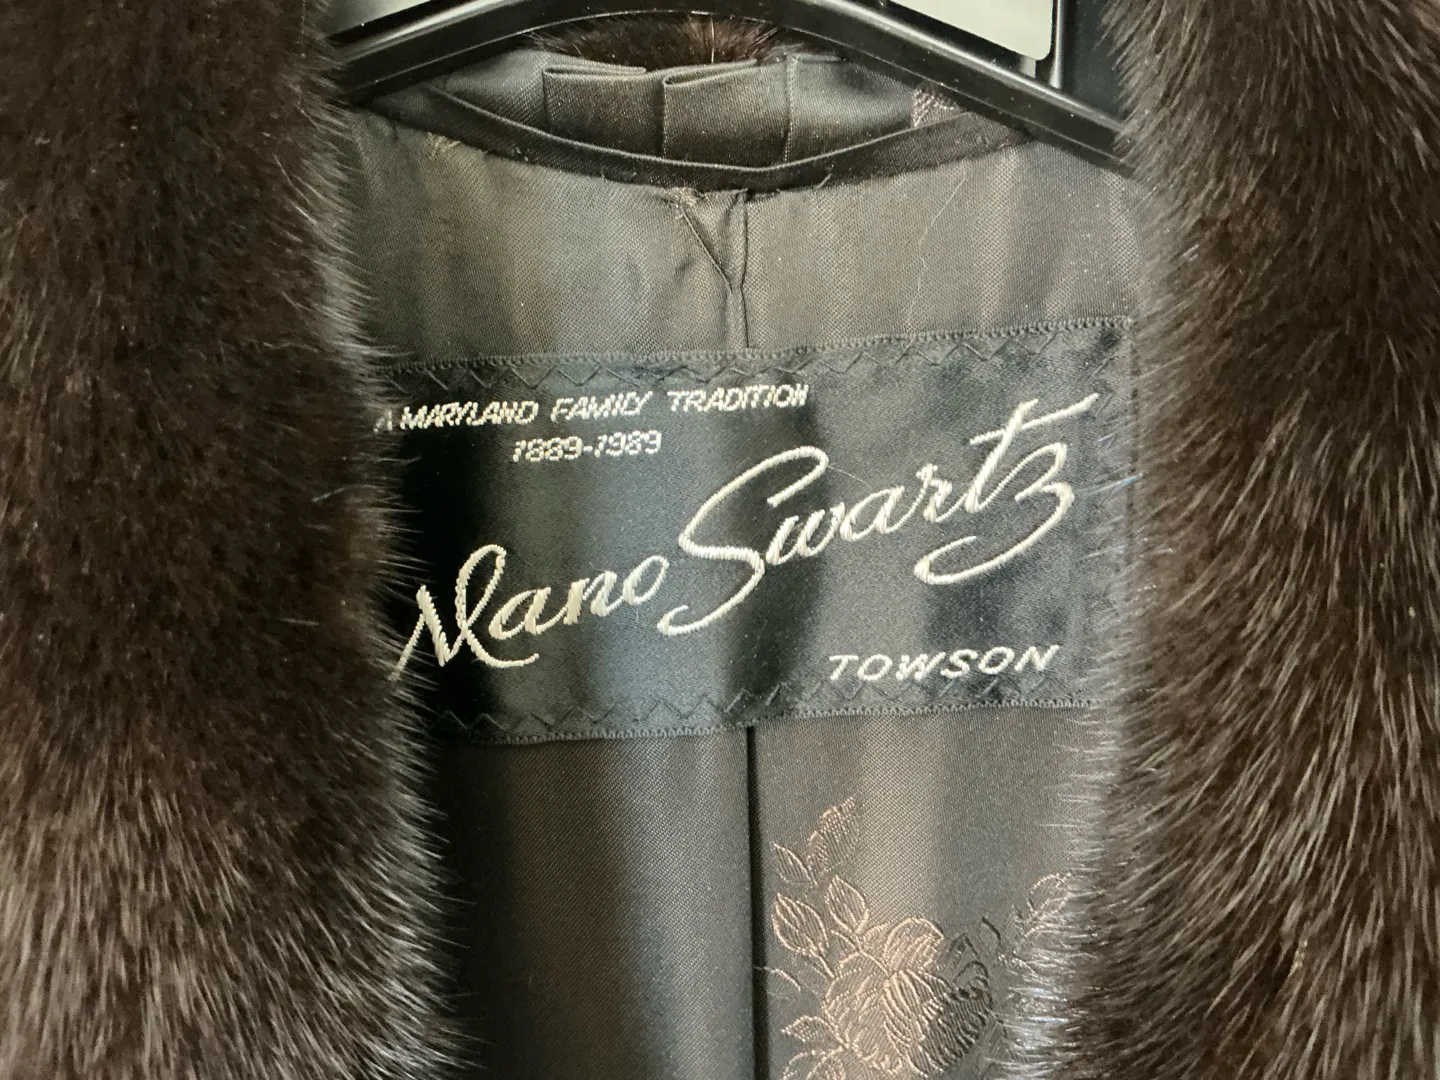 A MARYLAND FAMILY TRADITION
1889-1989
Mano Swartz
TOWSON